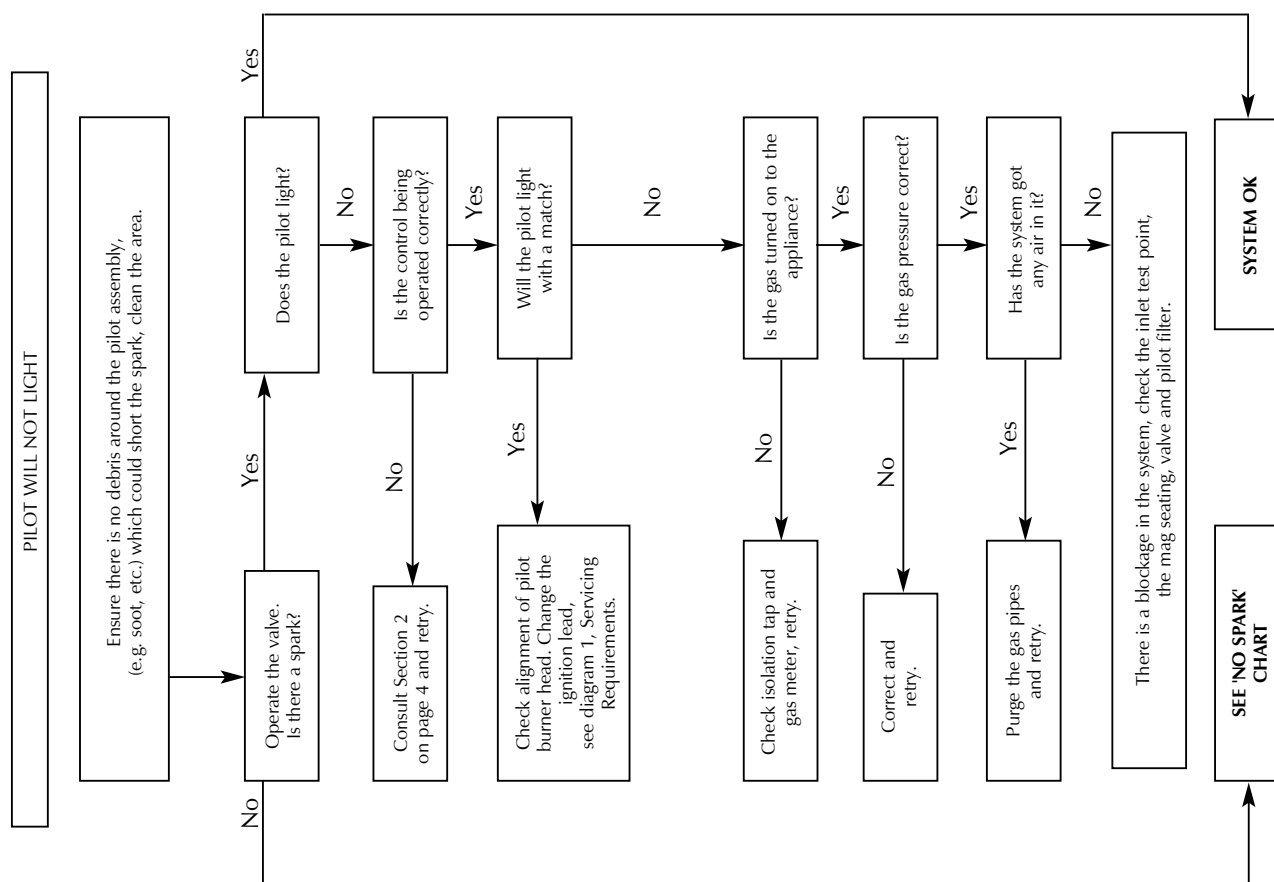 PILOT WILL NOT LIGHT
Ensure there is no debris around the pilot assembly,
(e.g. soot, etc.) which could short the spark, clean the area.
Operate the valve.
Is there a spark?
No
Yes
Does the pilot light?
Yes
No
Is the control being
operated correctly?
No
Consult Section 2
on page 4 and retry.
Yes
Will the pilot light
with a match?
Yes
Check alignment of pilot
burner head. Change the
ignition lead,
see diagram 1, Servicing
Requirements.
No
Is the gas turned on to the
appliance?
No
Check isolation tap and
gas meter, retry.
Yes
Is the gas pressure correct?
No
Correct and
retry.
Yes
Has the system got
any air in it?
Yes
Purge the gas pipes
and retry.
No
There is a blockage in the system, check the inlet test point,
the mag seating, valve and pilot filter.
SEE 'NO SPARK'
CHART
SYSTEM OK